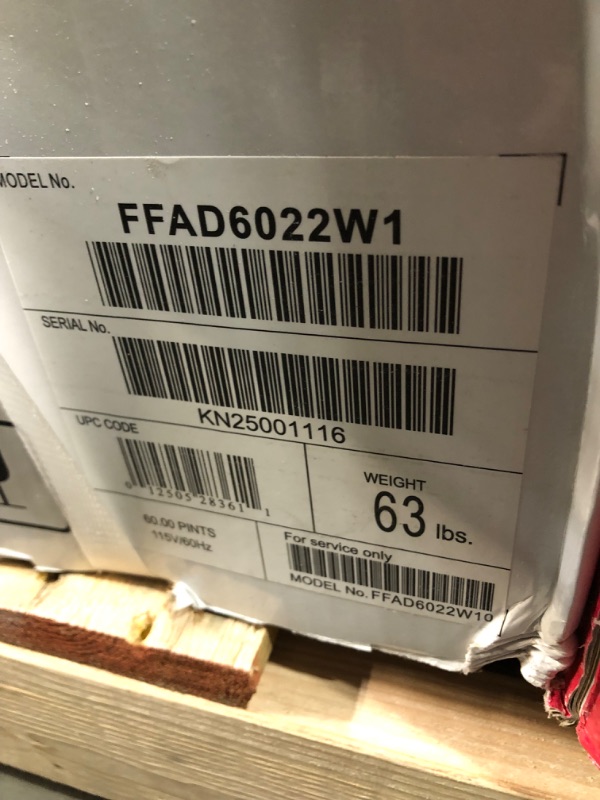 MODEL No.
FFAD6022W1
SERIAL No.
KN25001116
UPC CODE
0 12505 28361 1
WEIGHT
63 lbs.
60.00 PINTS
115V/60Hz
For service only
MODEL No. FFAD6022W10